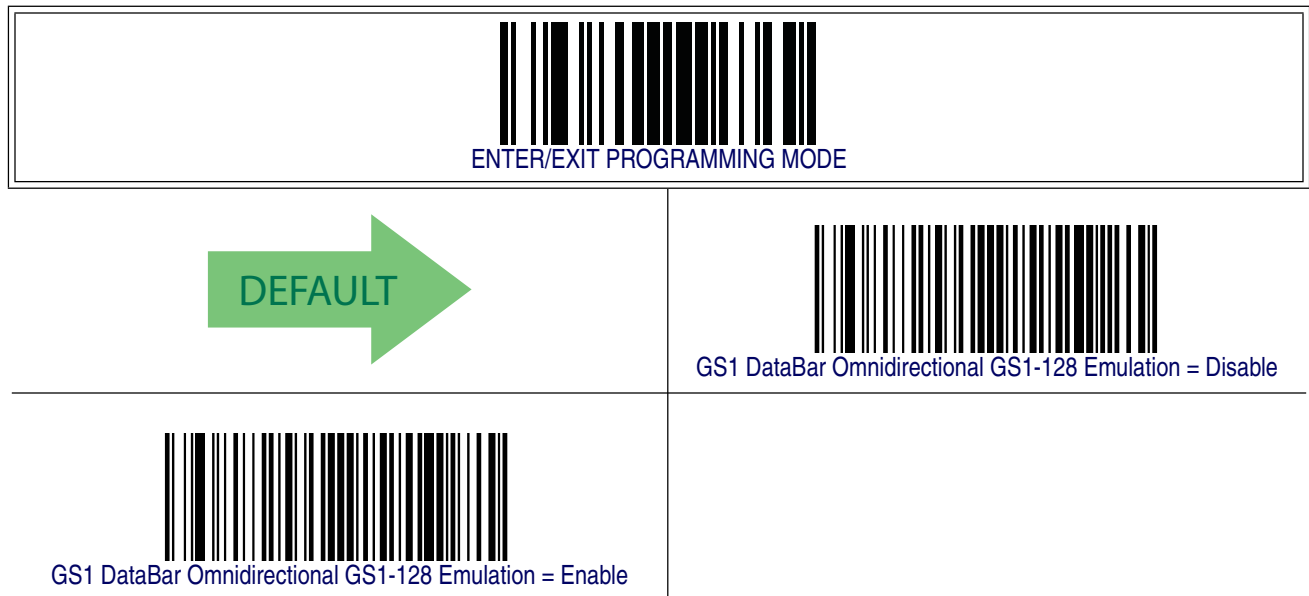 ENTER/EXIT PROGRAMMING MODE
DEFAULT
GS1 DataBar Omnidirectional GS1-128 Emulation = Disable
GS1 DataBar Omnidirectional GS1-128 Emulation = Enable